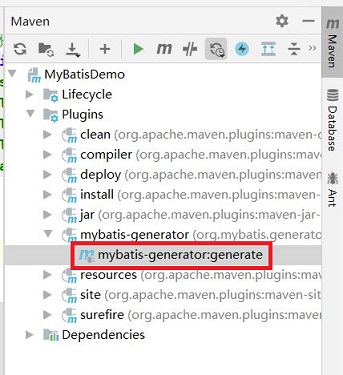 Maven
MyBatisDemo
Lifecycle
Plugins
clean (org.apache.maven.plugins:maven-c
compiler (org.apache.maven.plugins:mave
deploy (org.apache.maven.plugins:maven-
install (org.apache.maven.plugins:maven-
jar (org.apache.maven.plugins:maven-jar-
mybatis-generator (org.mybatis.generato
mybatis-generator:generate
resources (org.apache.maven.plugins:mav
site (org.apache.maven.plugins:maven-sit
surefire (org.apache.maven.plugins:mave
Dependencies
Maven
Database
Ant